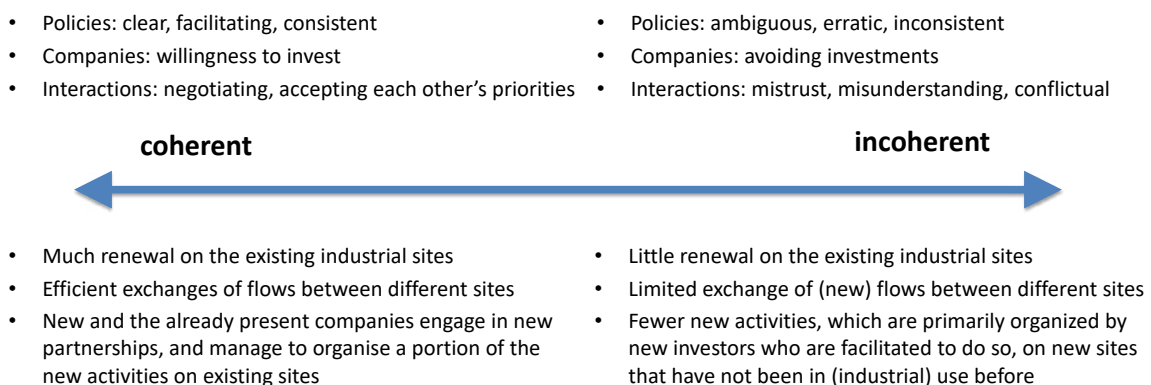 • Policies: clear, facilitating, consistent
• Companies: willingness to invest
• Interactions: negotiating, accepting each other's priorities
• Policies: ambiguous, erratic, inconsistent
• Companies: avoiding investments
• Interactions: mistrust, misunderstanding, conflictual
coherent
incoherent
• Much renewal on the existing industrial sites
• Efficient exchanges of flows between different sites
• New and the already present companies engage in new
partnerships, and manage to organise a portion of the
new activities on existing sites
• Little renewal on the existing industrial sites
• Limited exchange of (new) flows between different sites
• Fewer new activities, which are primarily organized by
new investors who are facilitated to do so, on new sites
that have not been in (industrial) use before